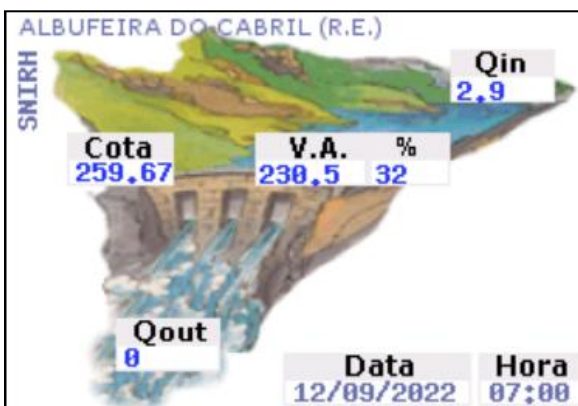 ALBUFEIRA DO CABRIL (R.E.)
SNIRH
Qin
2.9
Cota
259.67
V.A. %
230.5 32
Qout
0
Data Hora
12/09/2022 07:00